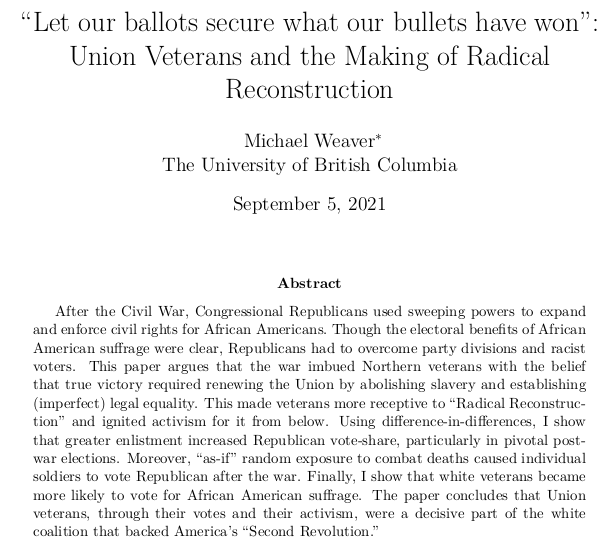 “Let our ballots secure what our bullets have won”:
Union Veterans and the Making of Radical
Reconstruction
Michael Weaver*
The University of British Columbia
September 5, 2021
Abstract
After the Civil War, Congressional Republicans used sweeping powers to expand
and enforce civil rights for African Americans. Though the electoral benefits of African
American suffrage were clear, Republicans had to overcome party divisions and racist
voters. This paper argues that the war imbued Northern veterans with the belief
that true victory required renewing the Union by abolishing slavery and establishing
(imperfect) legal equality. This made veterans more receptive to “Radical Reconstruc-
tion” and ignited activism for it from below. Using difference-in-differences, I show
that greater enlistment increased Republican vote-share, particularly in pivotal post-
war elections. Moreover, “as-if” random exposure to combat deaths caused individual
soldiers to vote Republican after the war. Finally, I show that white veterans became
more likely to vote for African American suffrage. The paper concludes that Union
veterans, through their votes and their activism, were a decisive part of the white
coalition that backed America’s “Second Revolution.”